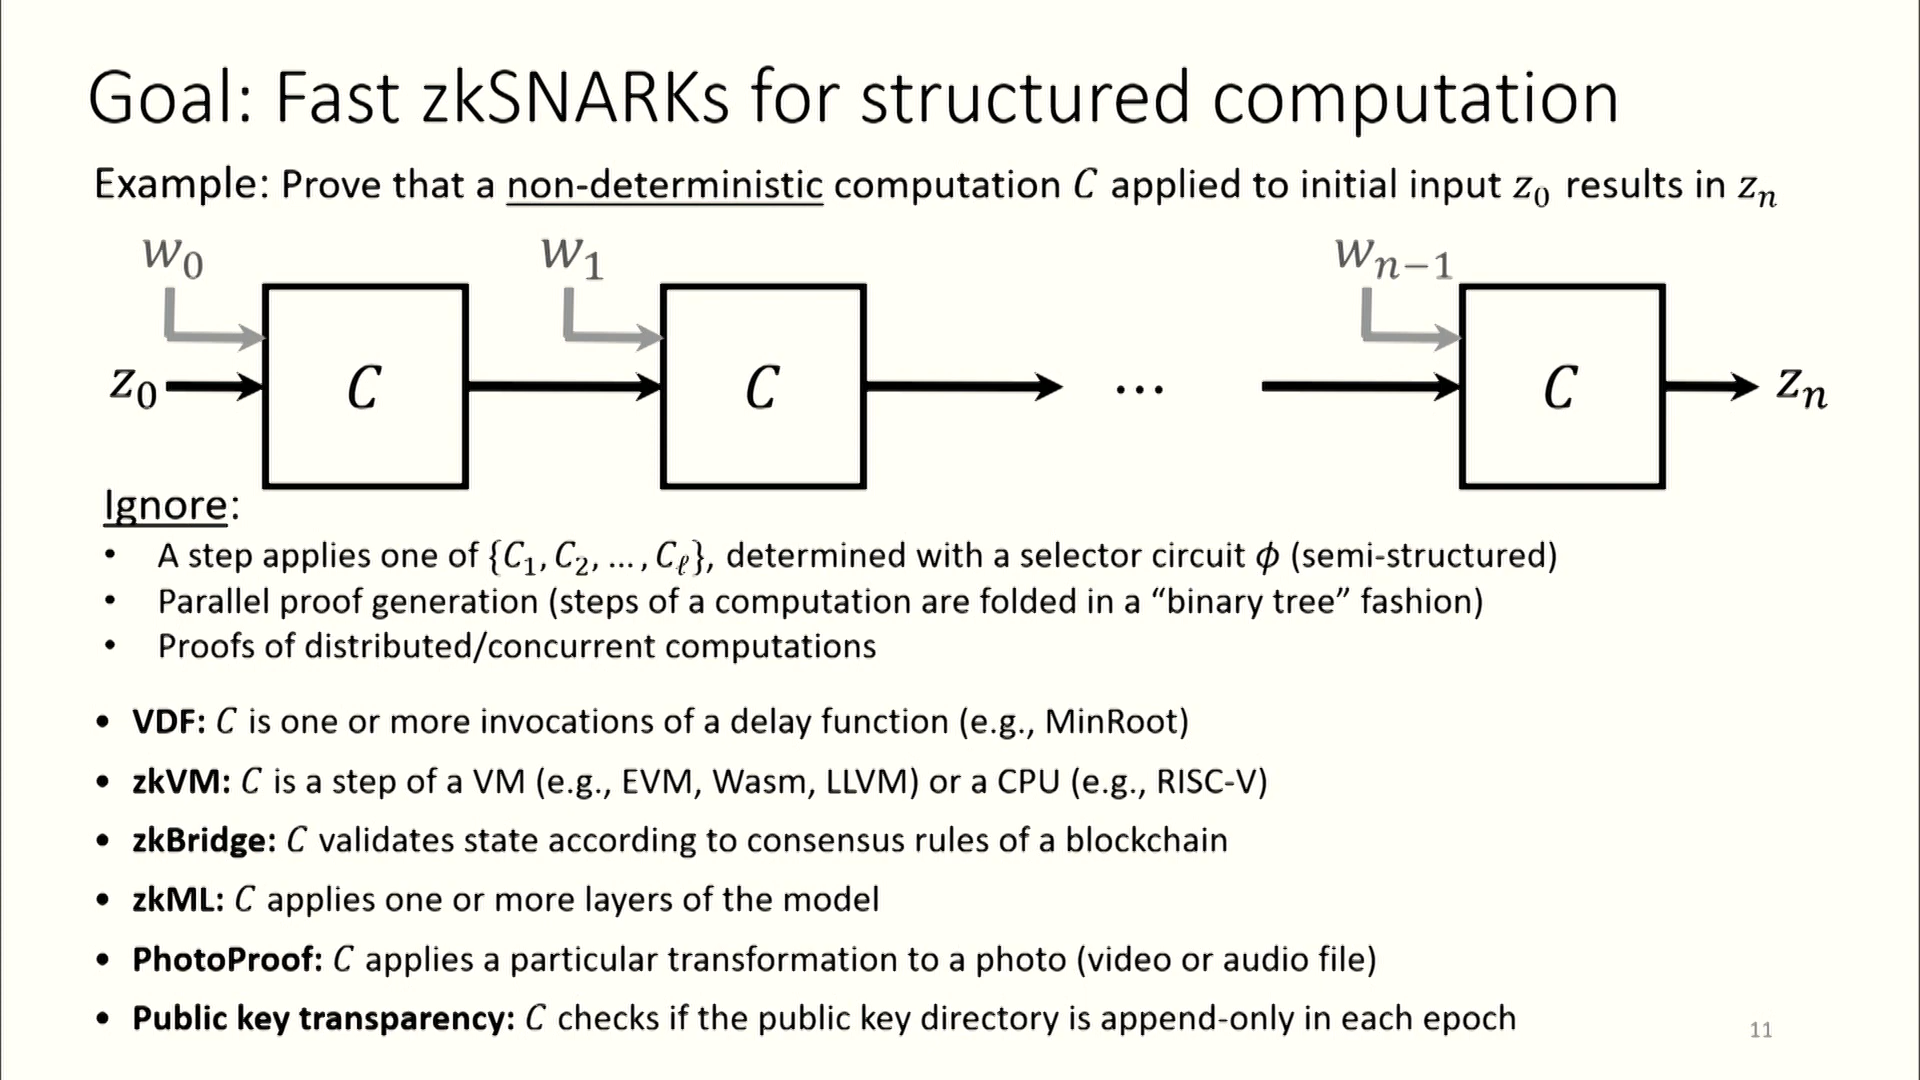 Goal: Fast zkSNARKs for structured computation
Example: Prove that a non-deterministic computation C applied to initial input z₀ results in zₙ
w₀ w₁ wₙ₋₁
z₀ C C … C zₙ
Ignore:
• A step applies one of {C₁, C₂, … , Cℓ}, determined with a selector circuit ϕ (semi-structured)
• Parallel proof generation (steps of a computation are folded in a “binary tree” fashion)
• Proofs of distributed/concurrent computations
• VDF: C is one or more invocations of a delay function (e.g., MinRoot)
• zkVM: C is a step of a VM (e.g., EVM, Wasm, LLVM) or a CPU (e.g., RISC-V)
• zkBridge: C validates state according to consensus rules of a blockchain
• zkML: C applies one or more layers of the model
• PhotoProof: C applies a particular transformation to a photo (video or audio file)
• Public key transparency: C checks if the public key directory is append-only in each epoch
11